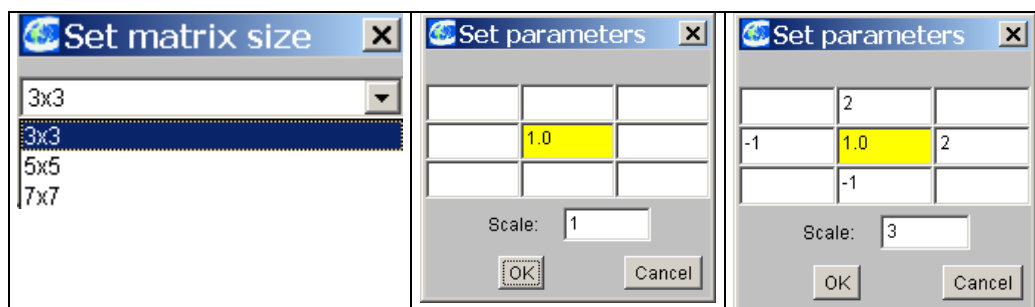 Set matrix size
3x3
3x3
5x5
7x7
Set parameters
1.0
Scale: 1
OK Cancel
Set parameters
2
-1 1.0 2
-1
Scale: 3
OK Cancel